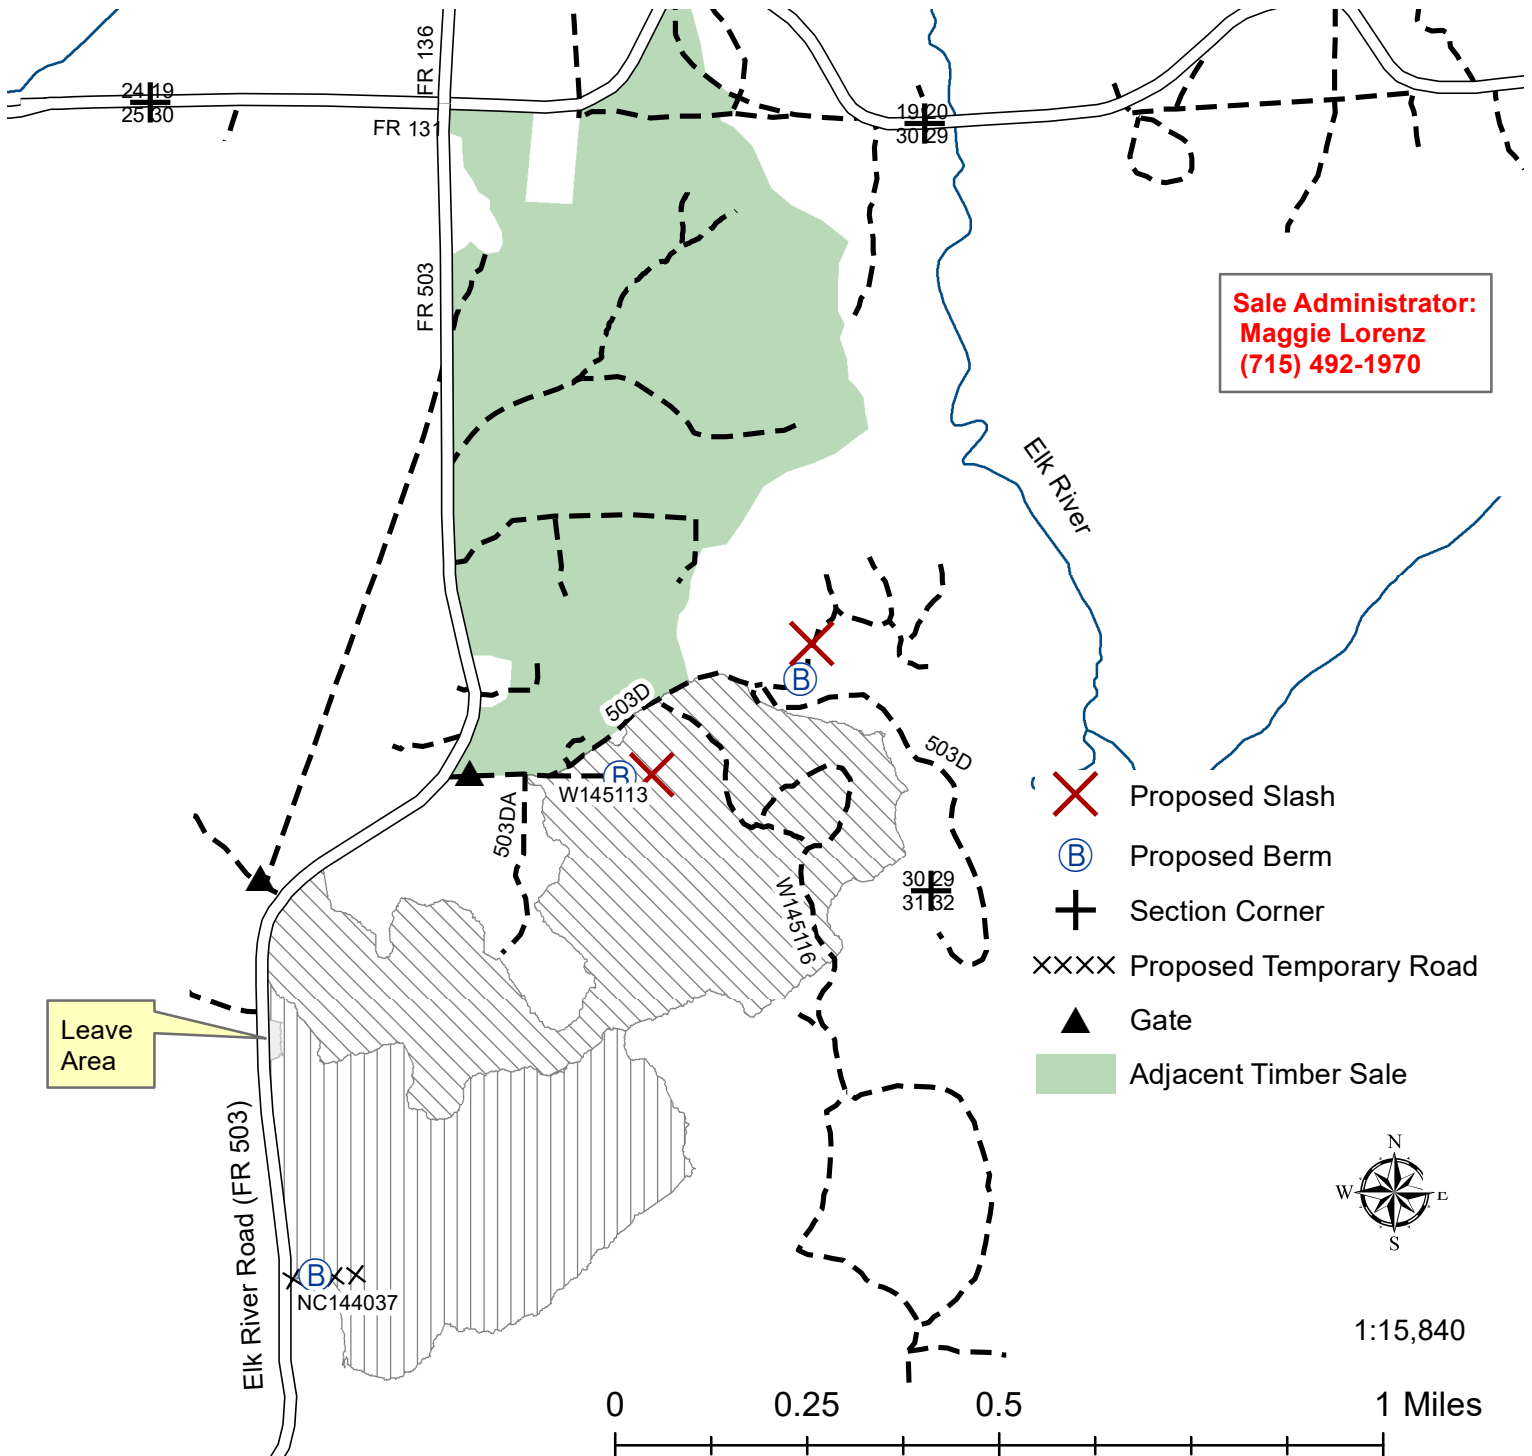 FR 136
24 19
25 30
FR 131
19 20
30 29
FR 503
Sale Administrator:
Maggie Lorenz
(715) 492-1970
Elk River
B
503D
503D
B
W145113
503DA
30 29
31 32
W145116
Proposed Slash
B Proposed Berm
Section Corner
Proposed Temporary Road
Gate
Adjacent Timber Sale
Leave
Area
Elk River Road (FR 503)
N
W E
S
B
NC144037
1:15,840
0 0.25 0.5 1 Miles